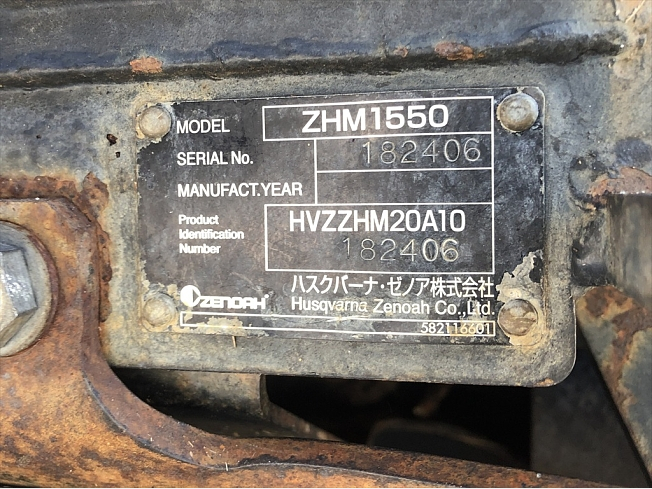 MODEL ZHM1550
SERIAL No. 182406
MANUFACT.YEAR
Product Identification Number HVZZHM20A10
182406
ZENOAH ハスクバーナ・ゼノア株式会社
Husqvarna Zenoah Co.,Ltd.
582116601